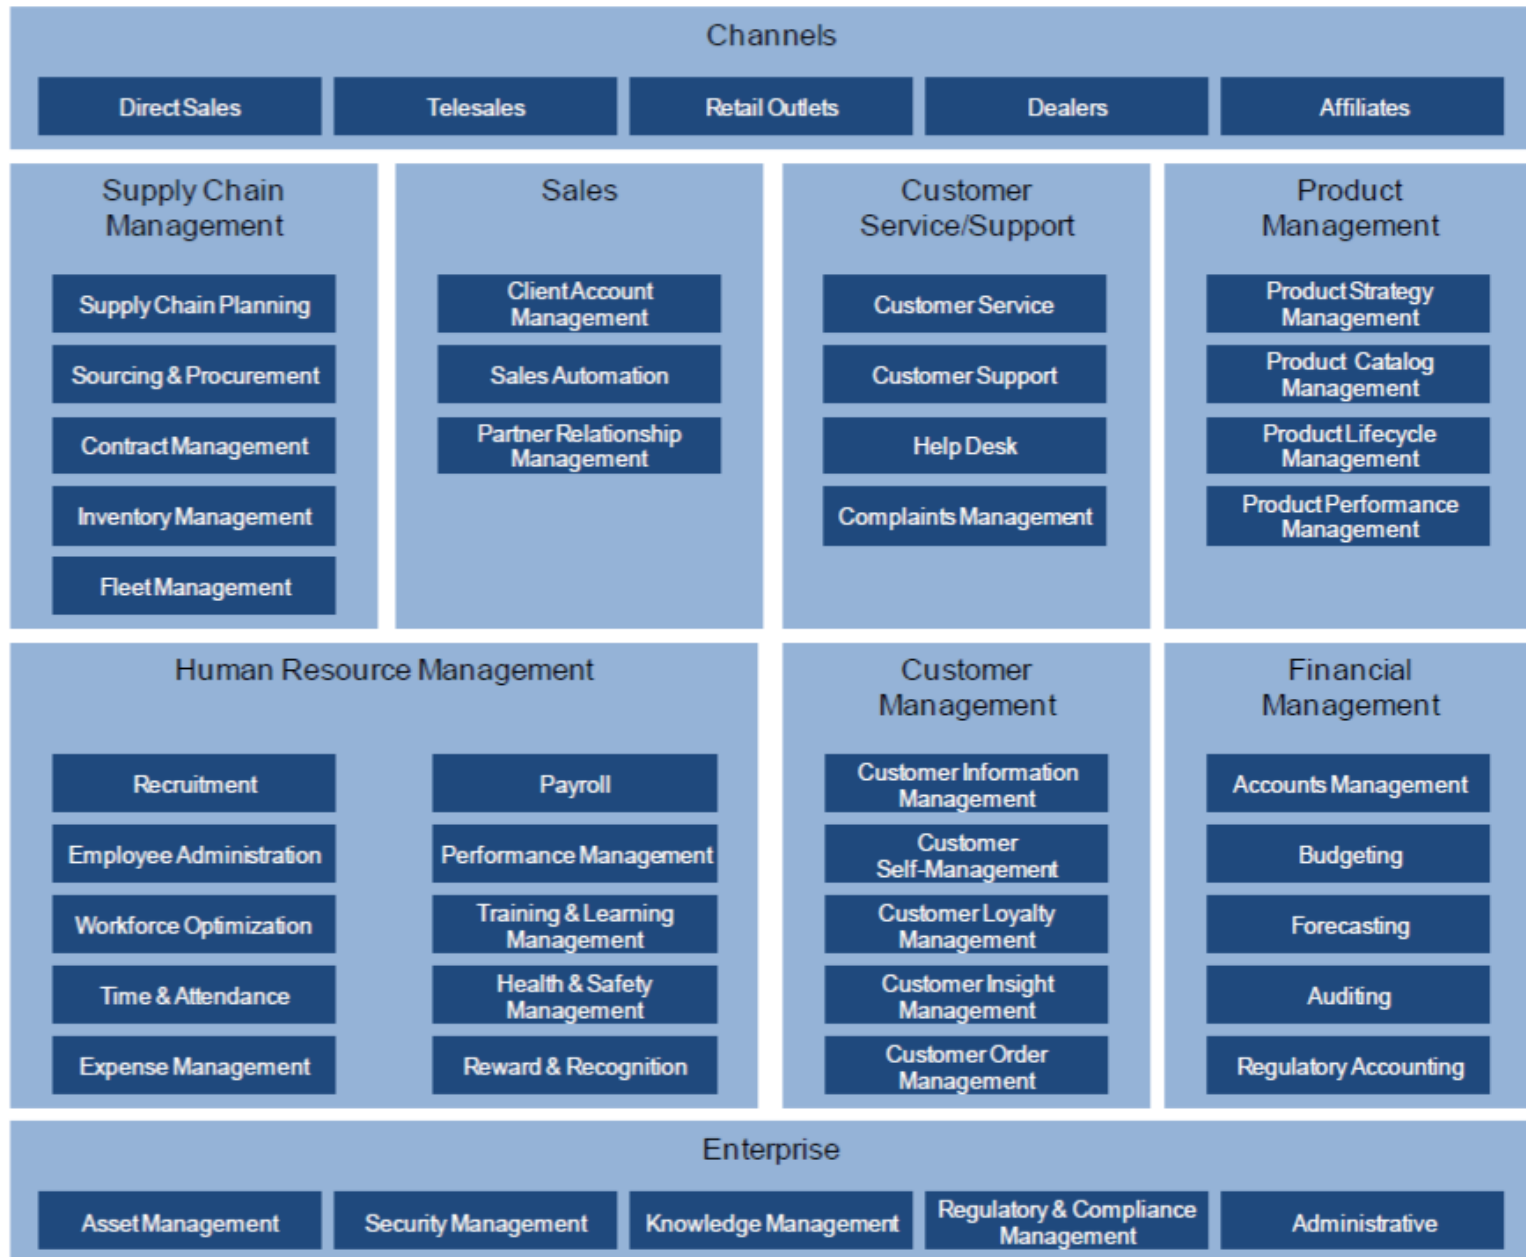 Channels
Direct Sales
Telesales
Retail Outlets
Dealers
Affiliates
Supply Chain
Management
Supply Chain Planning
Sourcing & Procurement
Contract Management
Inventory Management
Fleet Management
Sales
Client Account
Management
Sales Automation
Partner Relationship
Management
Customer
Service/Support
Customer Service
Customer Support
Help Desk
Complaints Management
Product
Management
Product Strategy
Management
Product Catalog
Management
Product Lifecycle
Management
Product Performance
Management
Human Resource Management
Recruitment
Employee Administration
Workforce Optimization
Time & Attendance
Expense Management
Payroll
Performance Management
Training & Learning
Management
Health & Safety
Management
Reward & Recognition
Customer
Management
Customer Information
Management
Customer
Self-Management
Customer Loyalty
Management
Customer Insight
Management
Customer Order
Management
Financial
Management
Accounts Management
Budgeting
Forecasting
Auditing
Regulatory Accounting
Enterprise
Asset Management
Security Management
Knowledge Management
Regulatory & Compliance
Management
Administrative